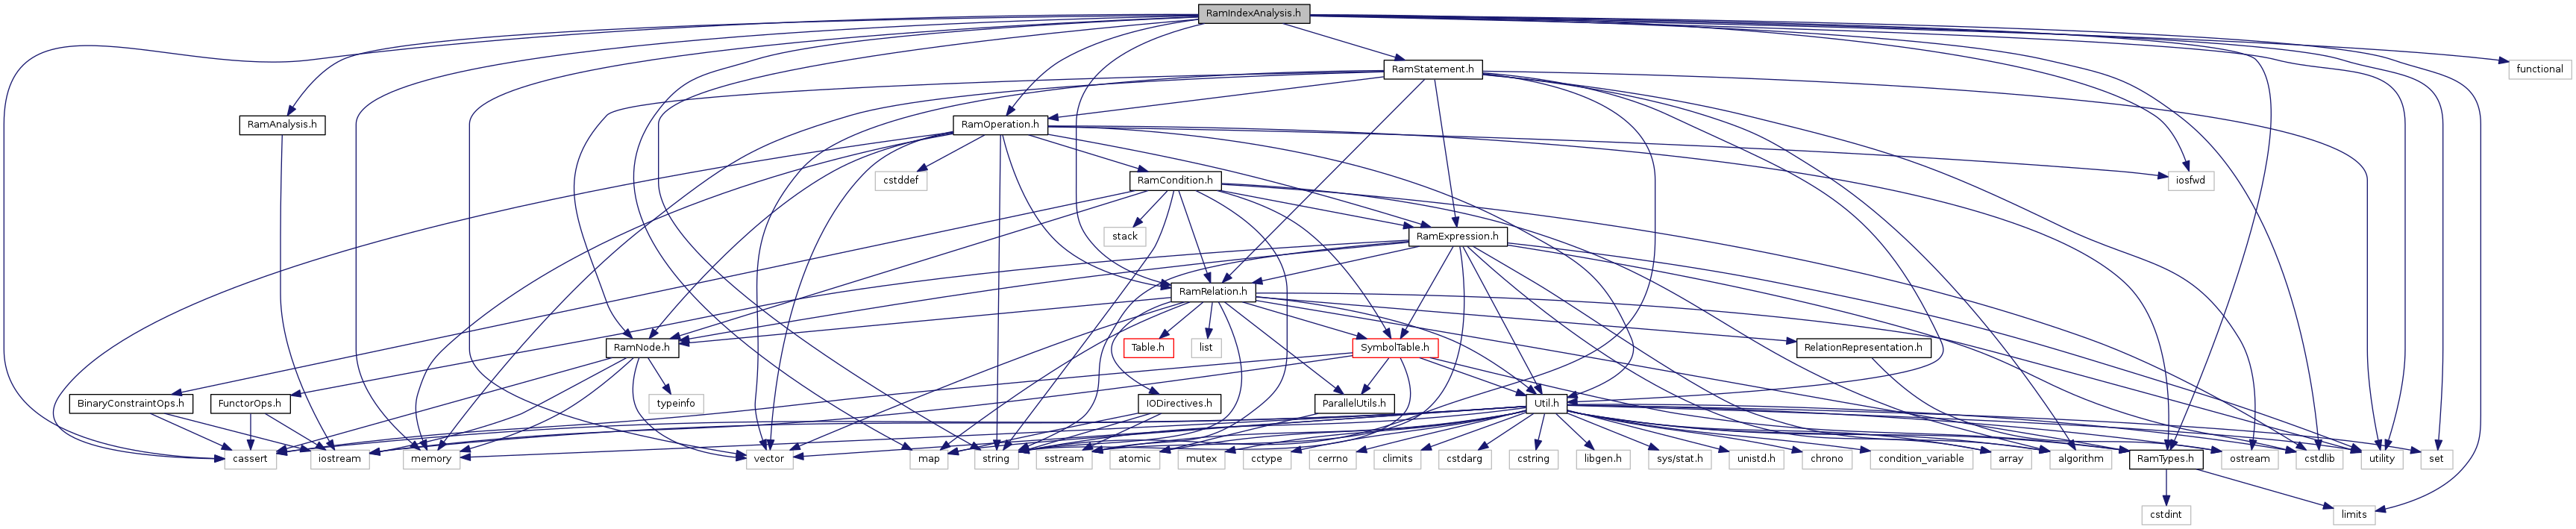 RamIndexAnalysis.h
RamStatement.h
functional
RamAnalysis.h
RamOperation.h
cstddef
RamCondition.h
iosfwd
stack
RamExpression.h
RamRelation.h
RamNode.h
Table.h
list
SymbolTable.h
RelationRepresentation.h
BinaryConstraintOps.h
FunctorOps.h
typeinfo
IODirectives.h
ParallelUtils.h
Util.h
cassert
iostream
memory
vector
map
string
sstream
atomic
mutex
cctype
cerrno
climits
cstdarg
cstring
libgen.h
sys/stat.h
unistd.h
chrono
condition_variable
array
algorithm
RamTypes.h
ostream
cstdlib
utility
set
cstdint
limits